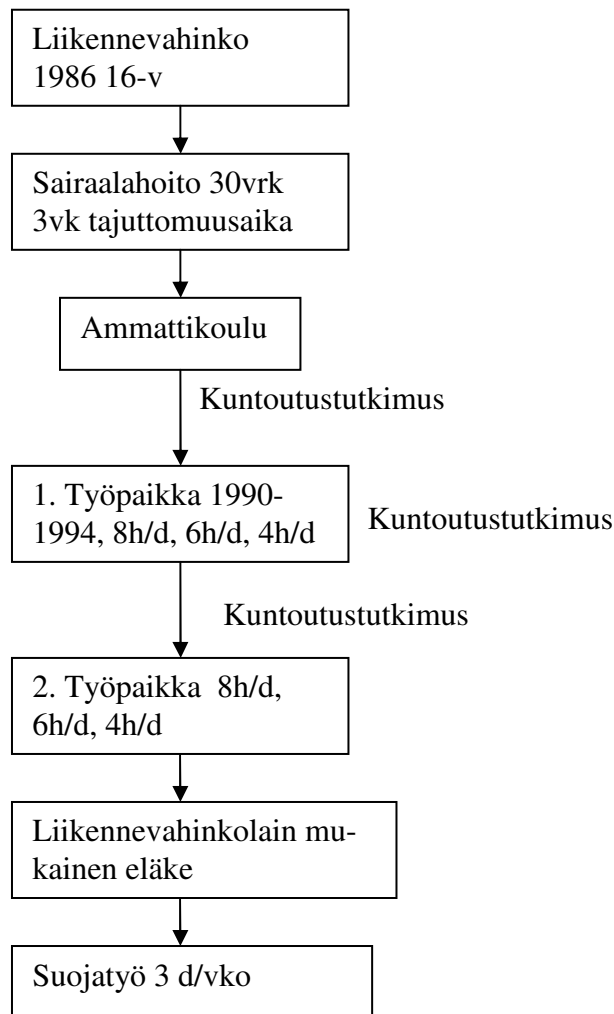 Liikennevahinko
1986 16-v
Sairaalahoito 30vrk
3vk tajuttomuusaika
Ammattikoulu
Kuntoutustutkimus
1. Työpaikka 1990-
1994, 8h/d, 6h/d, 4h/d
Kuntoutustutkimus
Kuntoutustutkimus
2. Työpaikka  8h/d,
6h/d, 4h/d
Liikennevahinkolain mu-
kainen eläke
Suojatyö 3 d/vko